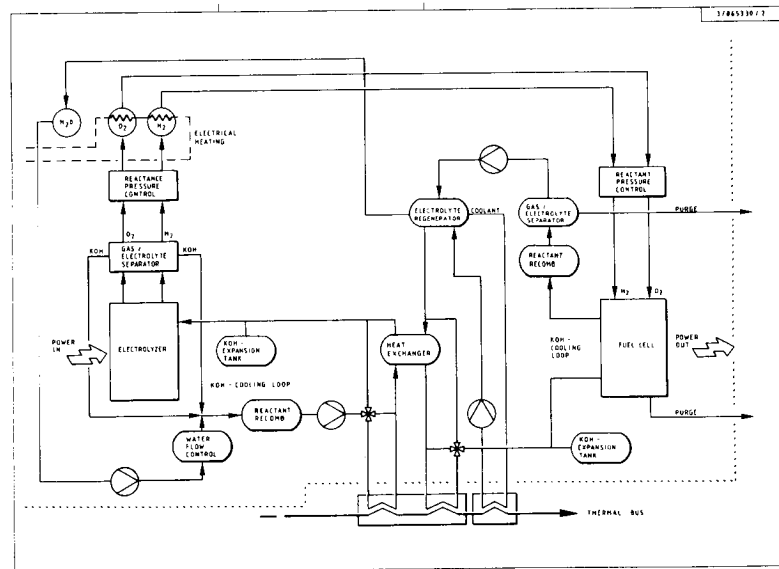 37065330/2
H₂O
O₂
H₂
ELECTRICAL
HEATING
REACTANCE
PRESSURE
CONTROL
REACTANT
PRESSURE
CONTROL
ELECTROLYTE
REGENERATOR
COOLANT
GAS /
ELECTROLYTE
SEPARATOR
PURGE
O₂
H₂
KOH
GAS /
ELECTROLYTE
SEPARATOR
KOH
REACTANT
RECOMB
H₂
O₂
POWER
IN
ELECTROLYZER
KOH -
EXPANSION
TANK
HEAT
EXCHANGER
KOH -
COOLING
LOOP
FUEL CELL
POWER
OUT
KOH - COOLING LOOP
REACTANT
RECOMB
PURGE
WATER
FLOW
CONTROL
KOH -
EXPANSION
TANK
THERMAL BUS